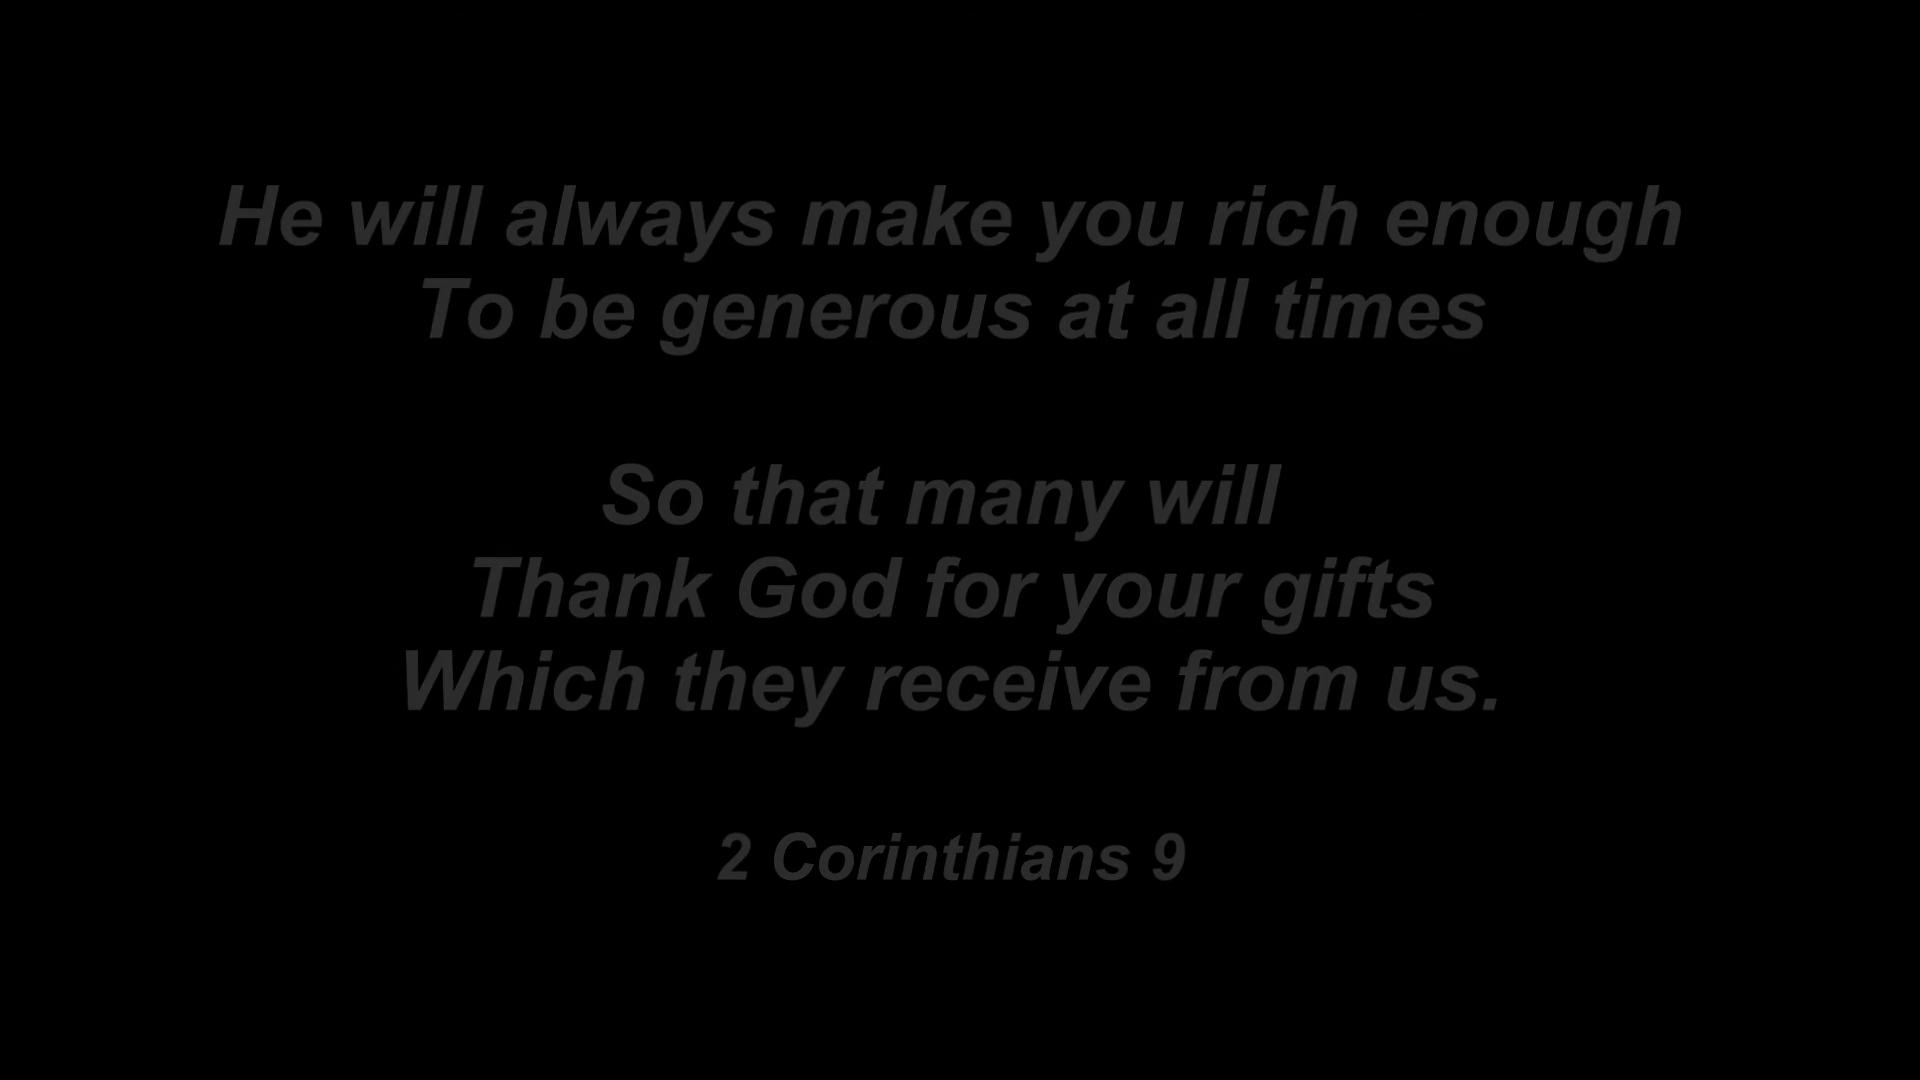 He will always make you rich enough
To be generous at all times
So that many will
Thank God for your gifts
Which they receive from us.
2 Corinthians 9